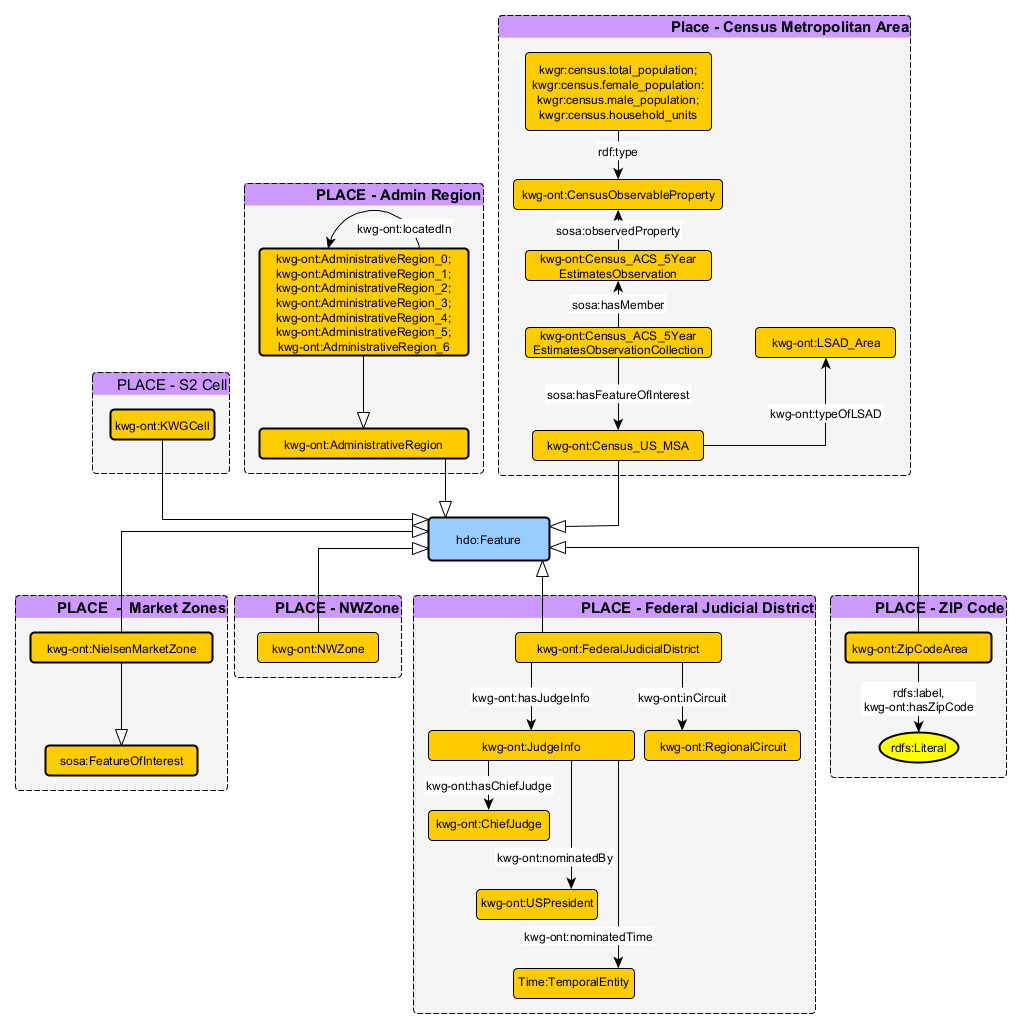 Place - Census Metropolitan Area
kwgr:census.total_population;
kwgr:census.female_population:
kwgr:census.male_population;
kwgr:census.household_units
rdf:type
kwg-ont:CensusObservableProperty
sosa:observedProperty
kwg-ont:Census_ACS_5Year
EstimatesObservation
sosa:hasMember
kwg-ont:Census_ACS_5Year
EstimatesObservationCollection
kwg-ont:LSAD_Area
sosa:hasFeatureOfInterest
kwg-ont:typeOfLSAD
kwg-ont:Census_US_MSA
PLACE - Admin Region
kwg-ont:locatedIn
kwg-ont:AdministrativeRegion_0;
kwg-ont:AdministrativeRegion_1;
kwg-ont:AdministrativeRegion_2;
kwg-ont:AdministrativeRegion_3;
kwg-ont:AdministrativeRegion_4;
kwg-ont:AdministrativeRegion_5;
kwg-ont:AdministrativeRegion_6
kwg-ont:AdministrativeRegion
PLACE - S2 Cell
kwg-ont:KWGCell
hdo:Feature
PLACE - Market Zones
kwg-ont:NielsenMarketZone
sosa:FeatureOfInterest
PLACE - NWZone
kwg-ont:NWZone
PLACE - Federal Judicial District
kwg-ont:FederalJudicialDistrict
kwg-ont:hasJudgeInfo
kwg-ont:inCircuit
kwg-ont:JudgeInfo
kwg-ont:RegionalCircuit
kwg-ont:hasChiefJudge
kwg-ont:ChiefJudge
kwg-ont:nominatedBy
kwg-ont:USPresident
kwg-ont:nominatedTime
Time:TemporalEntity
PLACE - ZIP Code
kwg-ont:ZipCodeArea
rdfs:label,
kwg-ont:hasZipCode
rdfs:Literal